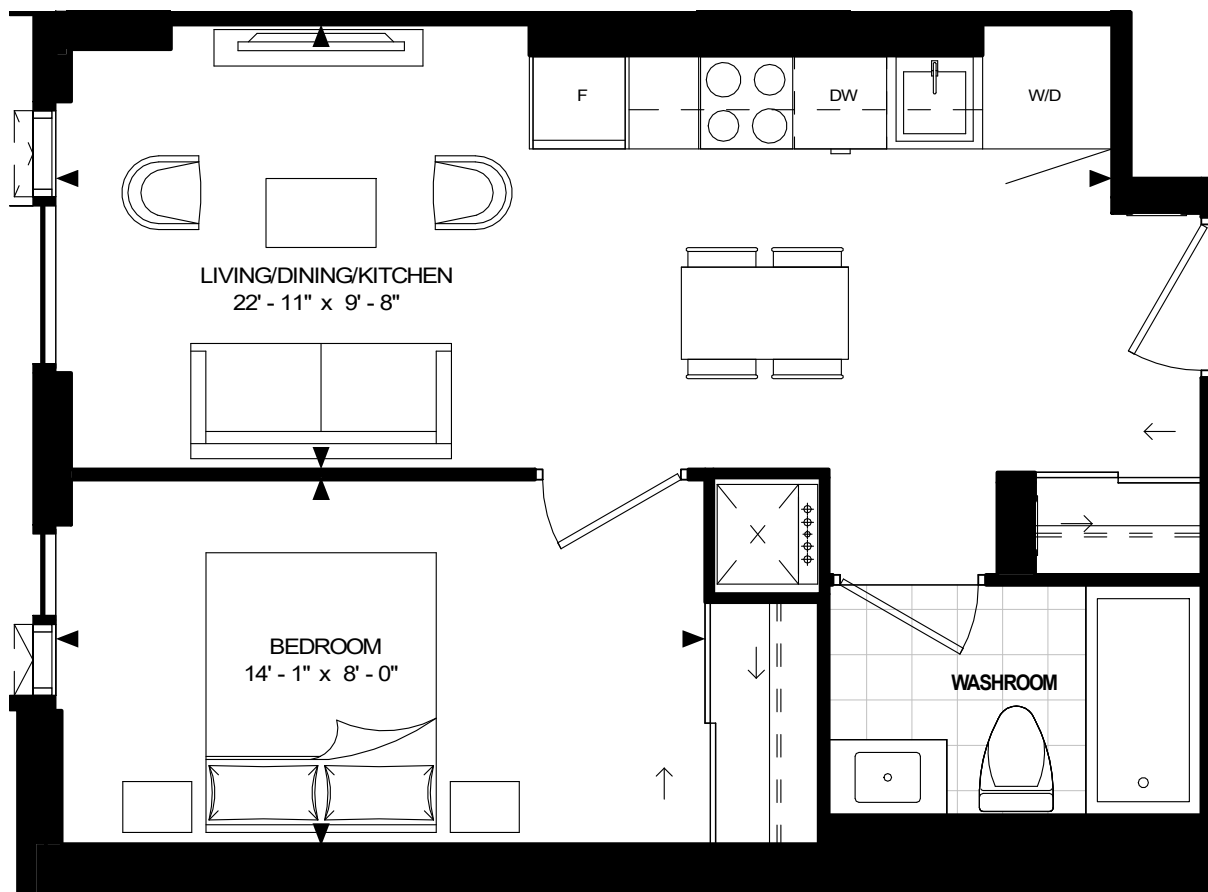 F
DW
W/D
LIVING/DINING/KITCHEN
22' - 11" x 9' - 8"
BEDROOM
14' - 1" x 8' - 0"
WASHROOM